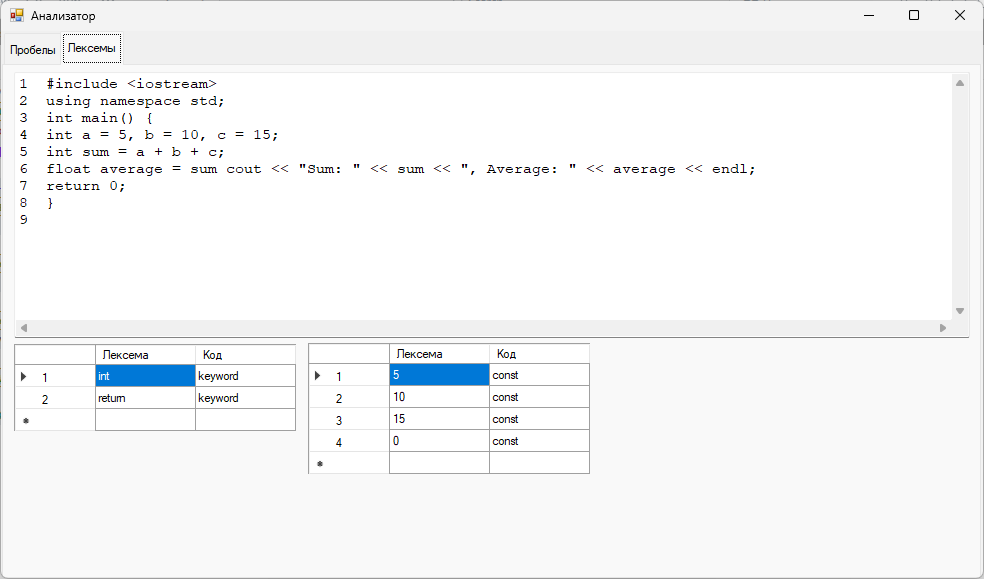 Анализатор
Пробелы Лексемы
1 #include <iostream>
2 using namespace std;
3 int main() {
4 int a = 5, b = 10, c = 15;
5 int sum = a + b + c;
6 float average = sum cout << "Sum: " << sum << ", Average: " << average << endl;
7 return 0;
8 }
9
Лексема Код
1 int keyword
2 return keyword
Лексема Код
1 5 const
2 10 const
3 15 const
4 0 const